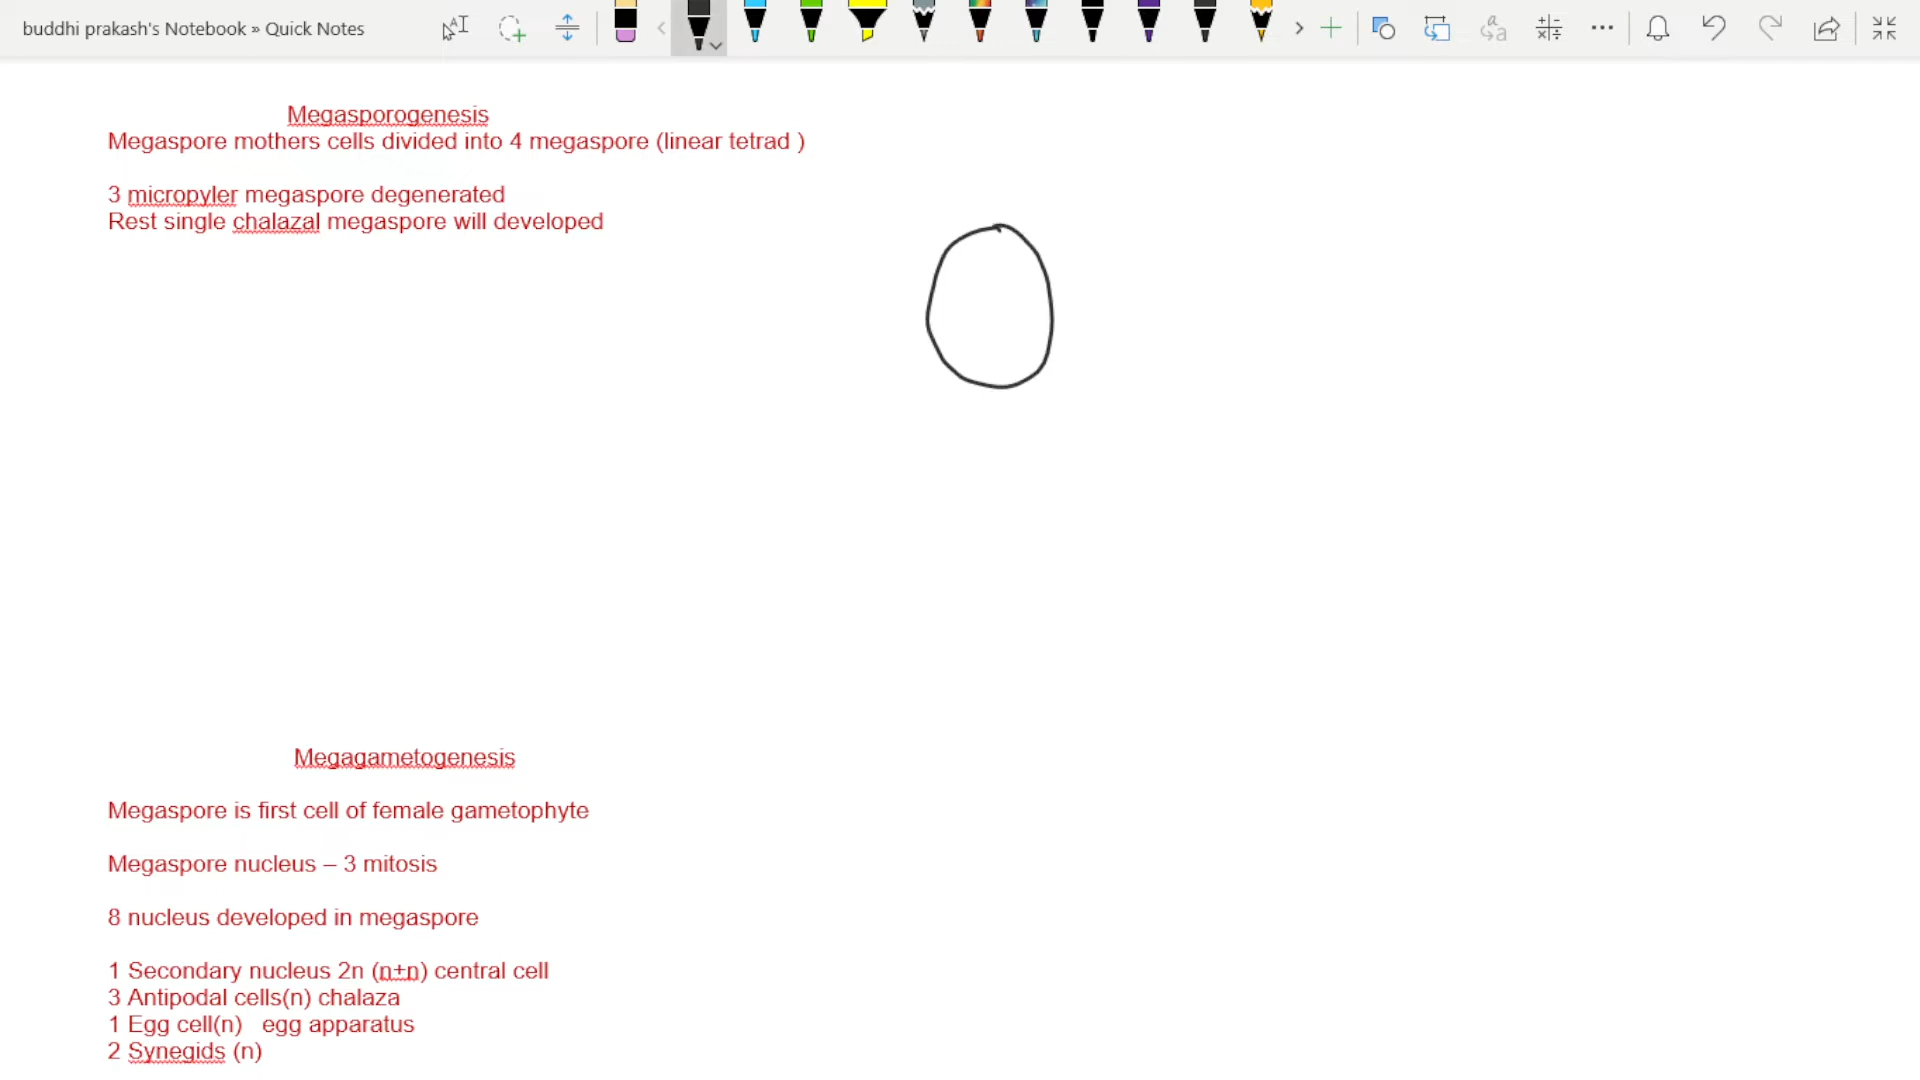 buddhi prakash's Notebook » Quick Notes
Megasporogenesis
Megaspore mothers cells divided into 4 megaspore (linear tetrad )
3 micropyler megaspore degenerated
Rest single chalazal megaspore will developed
Megagametogenesis
Megaspore is first cell of female gametophyte
Megaspore nucleus – 3 mitosis
8 nucleus developed in megaspore
1 Secondary nucleus 2n (n+n) central cell
3 Antipodal cells(n) chalaza
1 Egg cell(n)   egg apparatus
2 Synegids (n)